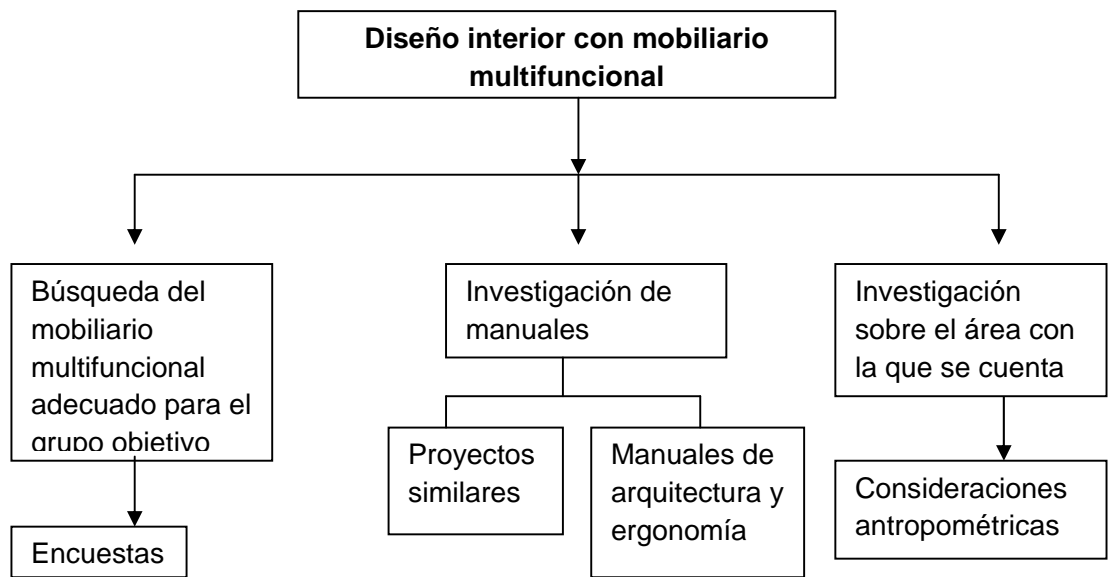 Diseño interior con mobiliario
multifuncional
Búsqueda del
mobiliario
multifuncional
adecuado para el
grupo objetivo
Investigación de
manuales
Investigación
sobre el área con
la que se cuenta
Proyectos
similares
Manuales de
arquitectura y
ergonomía
Consideraciones
antropométricas
Encuestas